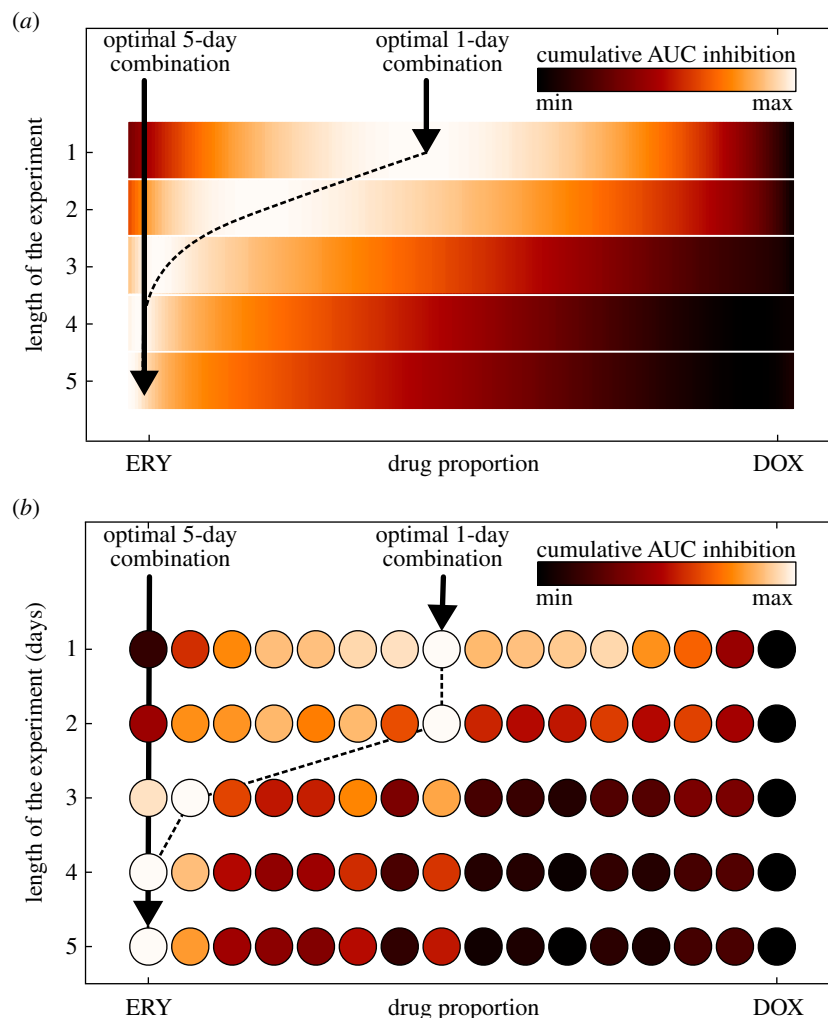 (a)
optimal 5-day
combination
optimal 1-day
combination
cumulative AUC inhibition
min
max
length of the experiment
1
2
3
4
5
ERY
drug proportion
DOX
(b)
optimal 5-day
combination
optimal 1-day
combination
cumulative AUC inhibition
min
max
length of the experiment (days)
1
2
3
4
5
ERY
drug proportion
DOX